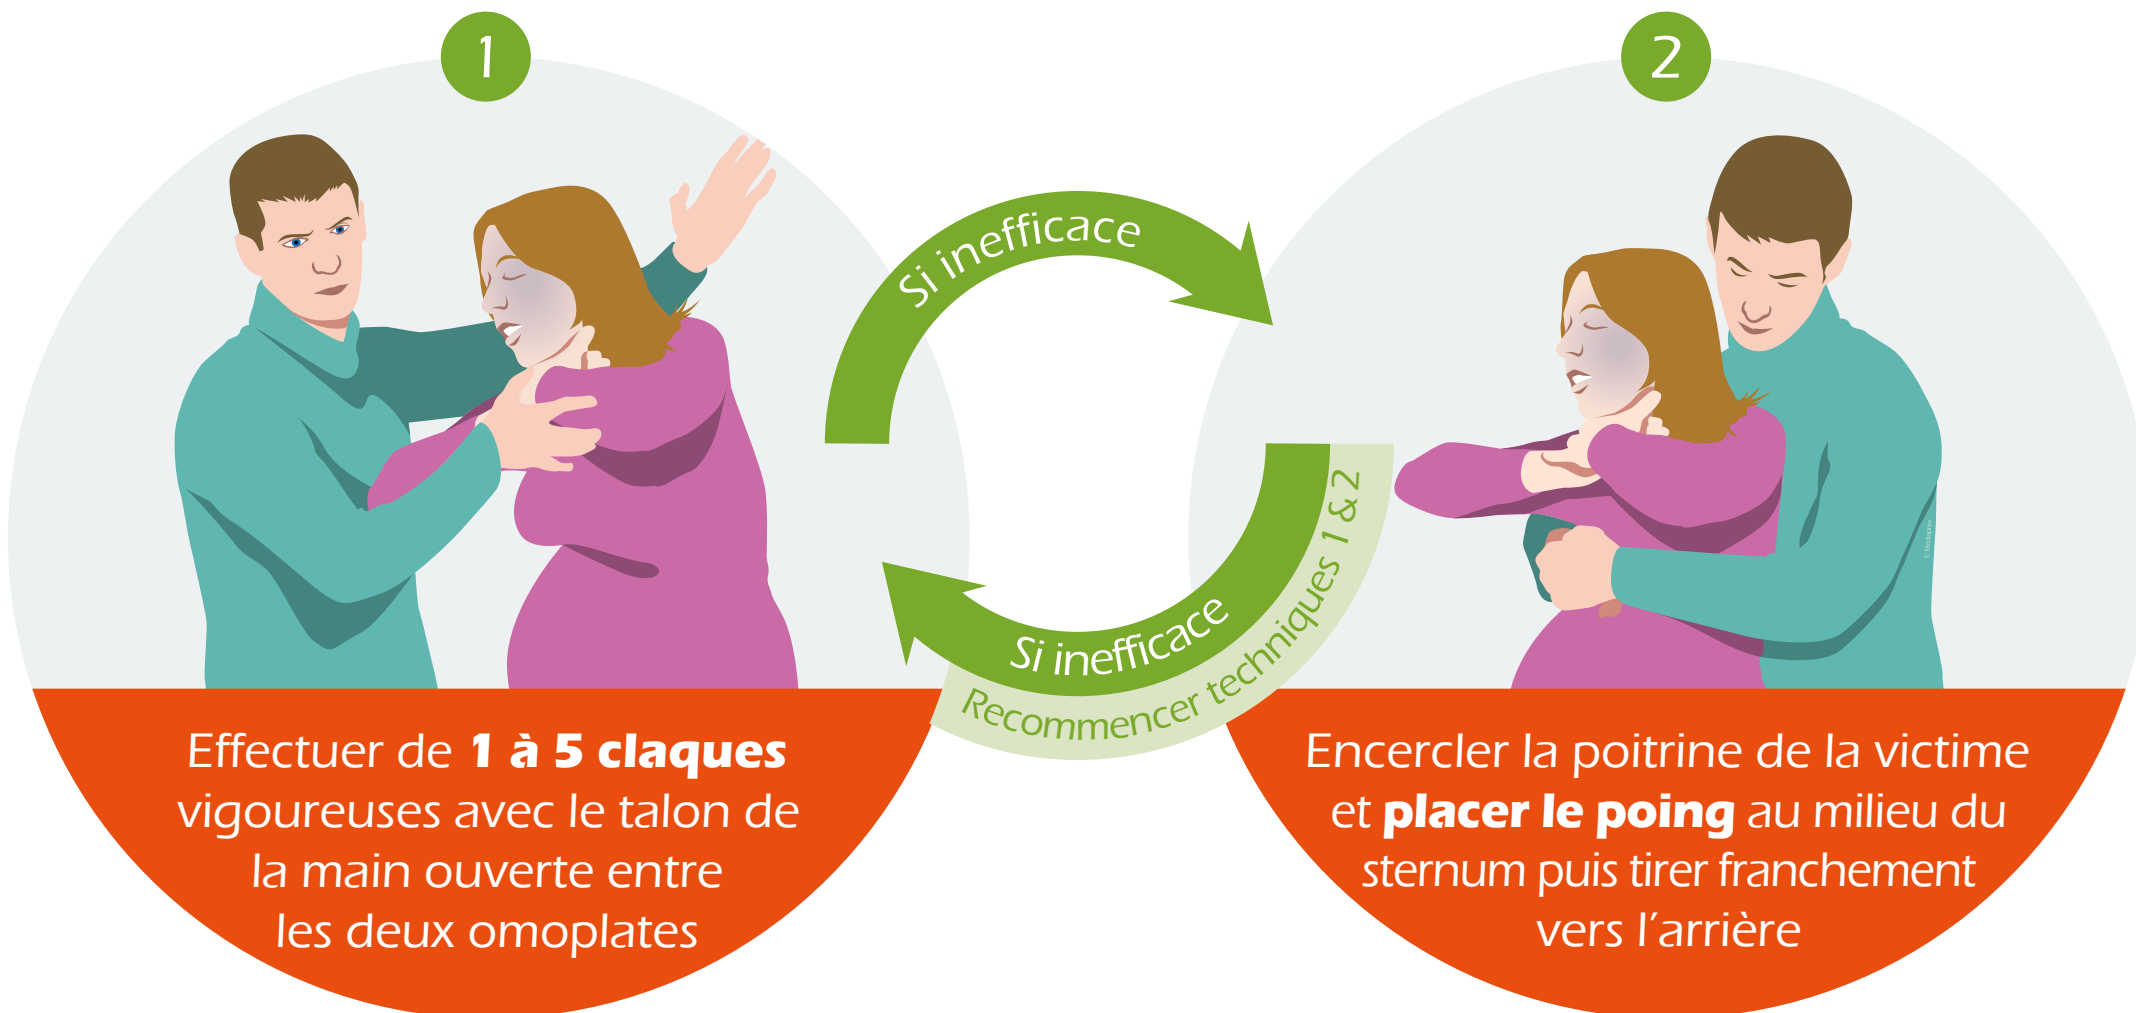 1
Effectuer de 1 à 5 claques
vigoureuses avec le talon de
la main ouverte entre
les deux omoplates
Si inefficace
2
Encercler la poitrine de la victime
et placer le poing au milieu du
sternum puis tirer franchement
vers l'arrière
Si inefficace
Recommencer techniques 1 & 2